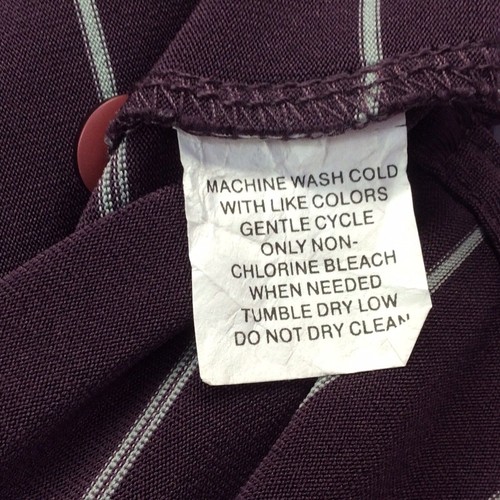 MACHINE WASH COLD
WITH LIKE COLORS
GENTLE CYCLE
ONLY NON-
CHLORINE BLEACH
WHEN NEEDED
TUMBLE DRY LOW
DO NOT DRY CLEAN